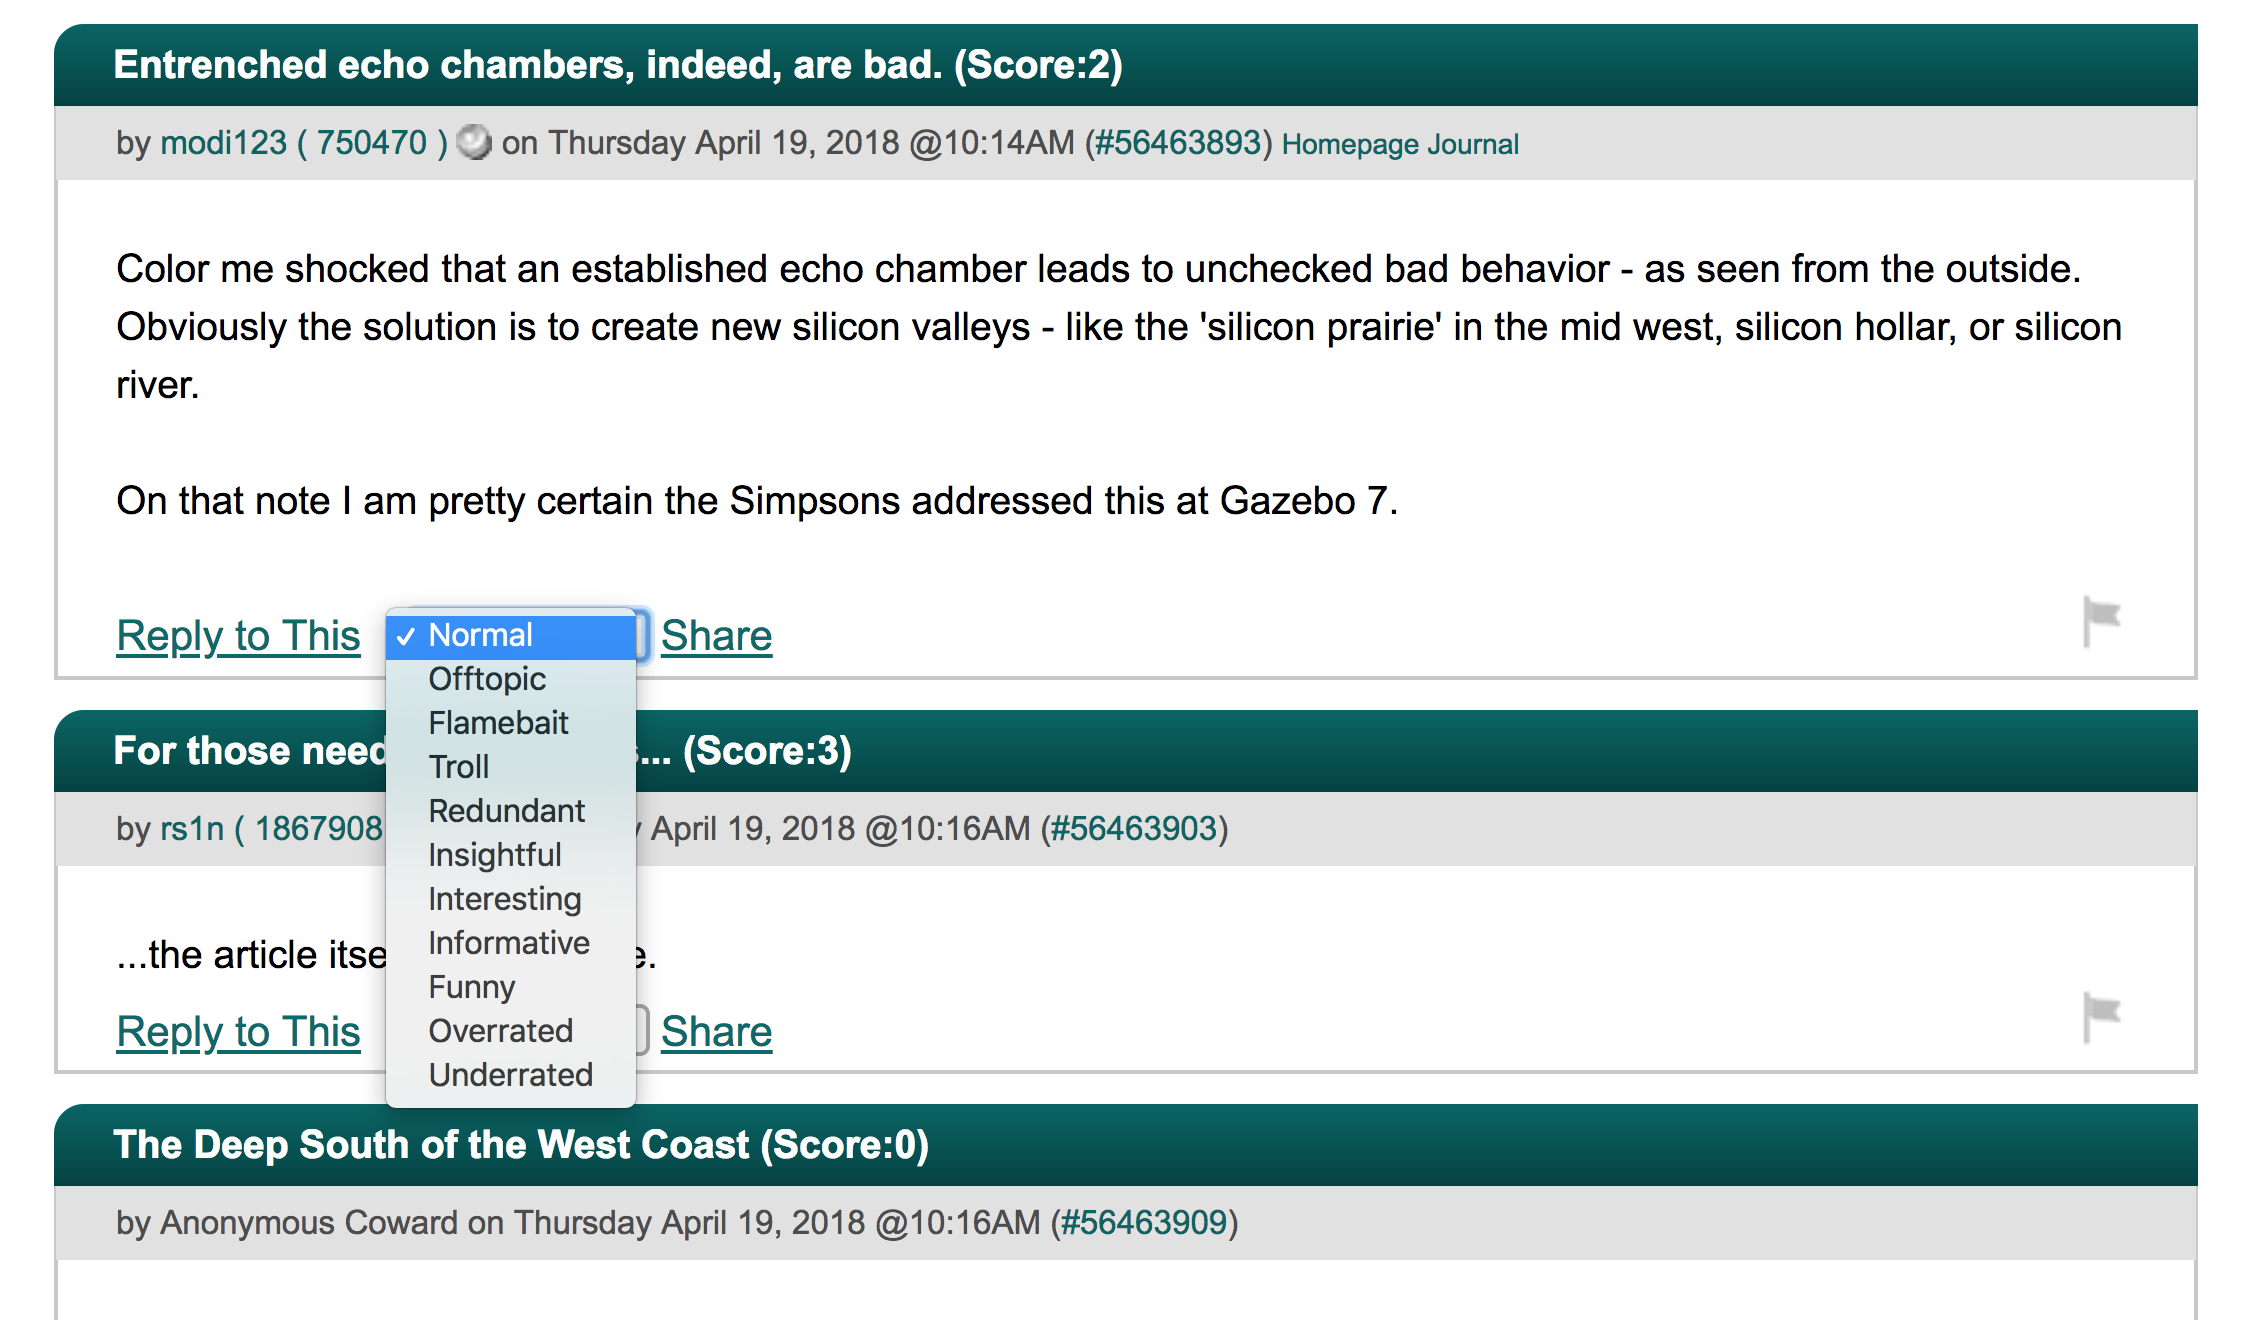 Entrenched echo chambers, indeed, are bad. (Score:2)
by modi123 ( 750470 ) on Thursday April 19, 2018 @10:14AM (#56463893) Homepage Journal
Color me shocked that an established echo chamber leads to unchecked bad behavior - as seen from the outside.
Obviously the solution is to create new silicon valleys - like the 'silicon prairie' in the mid west, silicon hollar, or silicon
river.
On that note I am pretty certain the Simpsons addressed this at Gazebo 7.
Reply to This ✓ Normal Share
Offtopic
Flamebait
Troll
Redundant
Insightful
Interesting
Informative
Funny
Overrated
Underrated
For those ... (Score:3)
by rs1n ( 1867908 April 19, 2018 @10:16AM (#56463903)
...the article
Reply to This Share
The Deep South of the West Coast (Score:0)
by Anonymous Coward on Thursday April 19, 2018 @10:16AM (#56463909)